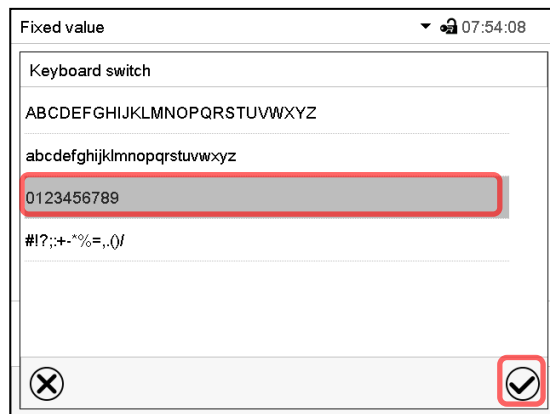 Fixed value 07:54:08
Keyboard switch
ABCDEFGHIJKLMNOPQRSTUVWXYZ
abcdefghijklmnopqrstuvwxyz
0123456789
#!?;:+-*%=,.()/